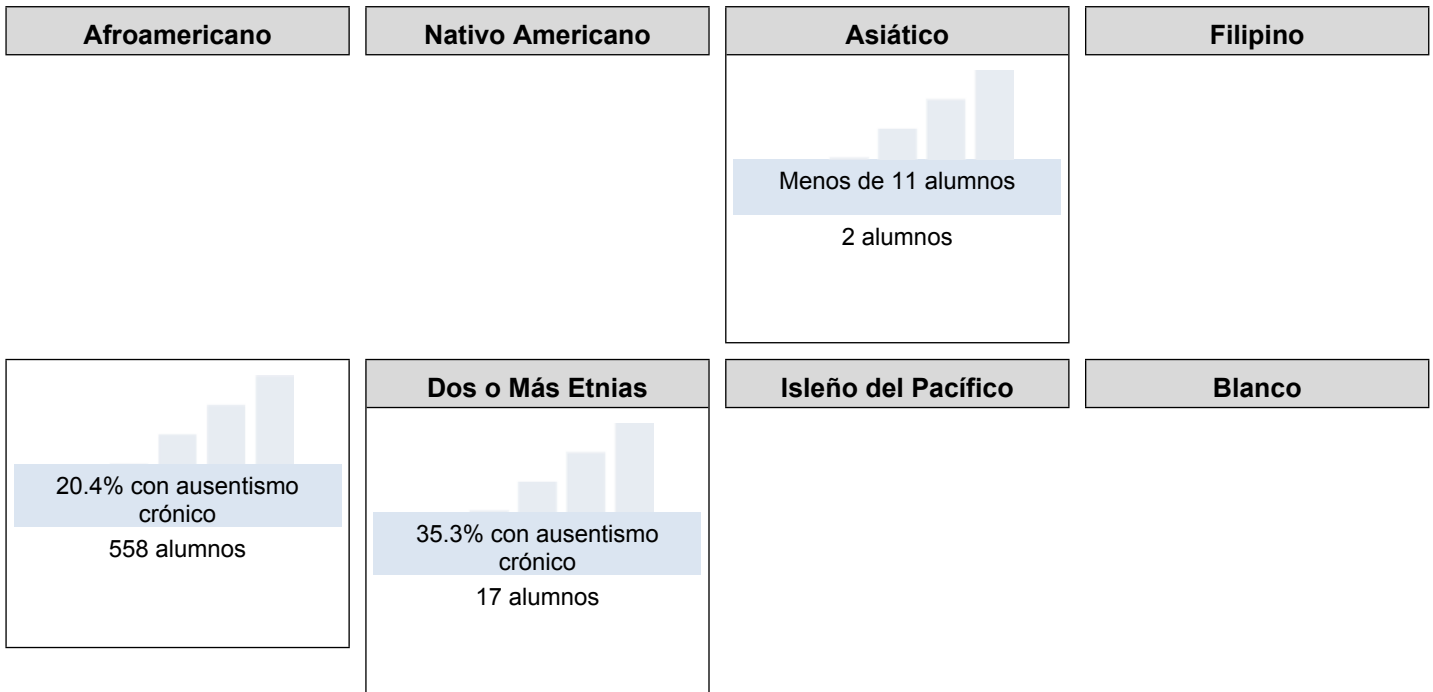 Afroamericano
Nativo Americano
Asiático
Filipino
Menos de 11 alumnos
2 alumnos
20.4% con ausentismo
crónico
558 alumnos
Dos o Más Etnias
35.3% con ausentismo
crónico
17 alumnos
Isleño del Pacífico
Blanco